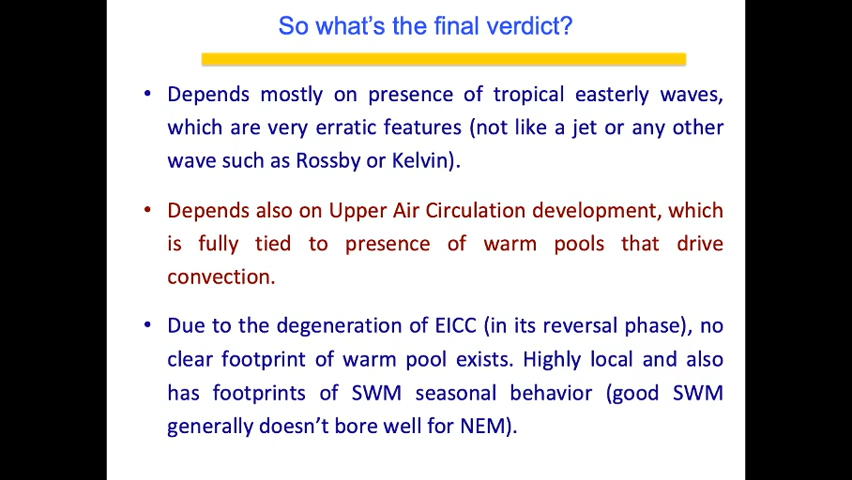 So what's the final verdict?
• Depends mostly on presence of tropical easterly waves,
which are very erratic features (not like a jet or any other
wave such as Rossby or Kelvin).
• Depends also on Upper Air Circulation development, which
is fully tied to presence of warm pools that drive
convection.
• Due to the degeneration of EICC (in its reversal phase), no
clear footprint of warm pool exists. Highly local and also
has footprints of SWM seasonal behavior (good SWM
generally doesn't bore well for NEM).